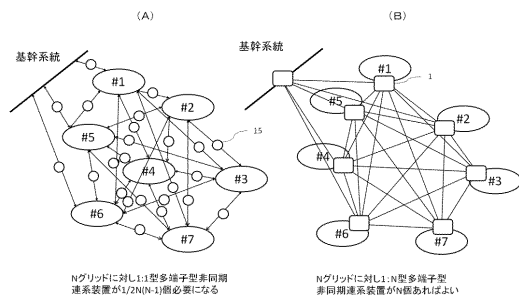 (A)
(B)
基幹系統
#1
#2
#5
15
#4
#3
#6
#7
Nグリッドに対し1:1型多端子型非同期
連系装置が1/2N(N-1)個必要になる
基幹系統
#1
1
#5
#2
#4
#3
#6
#7
Nグリッドに対し1:N型多端子型
非同期連系装置がN個あればよい